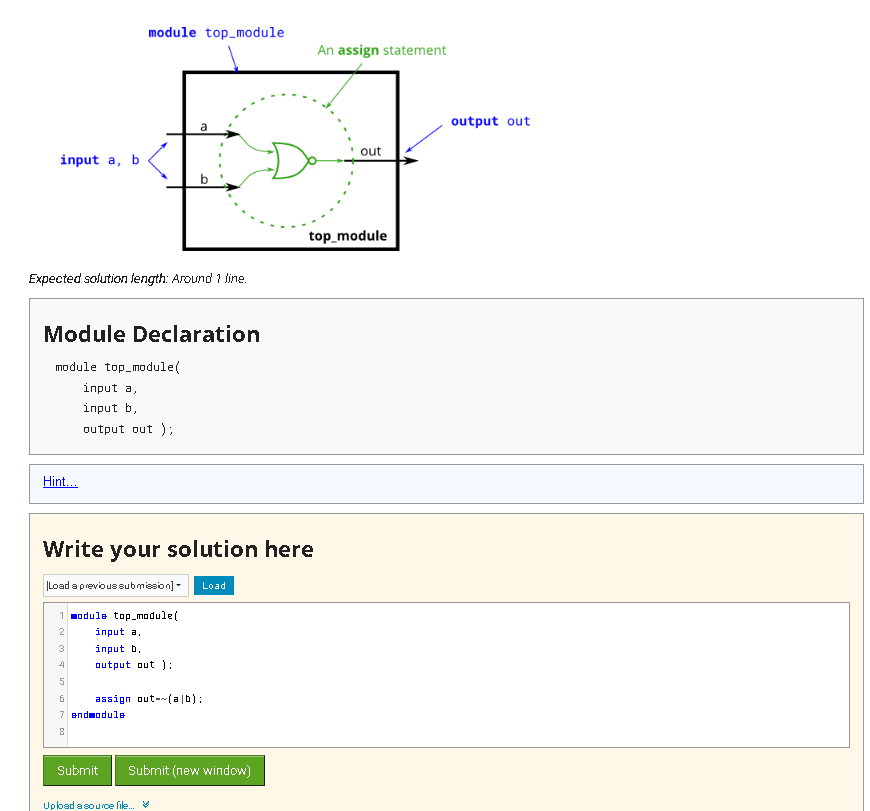 module top_module
An assign statement
a
output out
out
input a, b
b
top_module
Expected solution length: Around 1 line.
Module Declaration
module top_module(
input a,
input b,
output out );
Hint...
Write your solution here
[Load a previous submission]
Load
1 module top_module(
2 input a,
3 input b,
4 output out );
5
6 assign out=~(a|b);
7 endmodule
8
Submit Submit (new window)
Upload a source file...